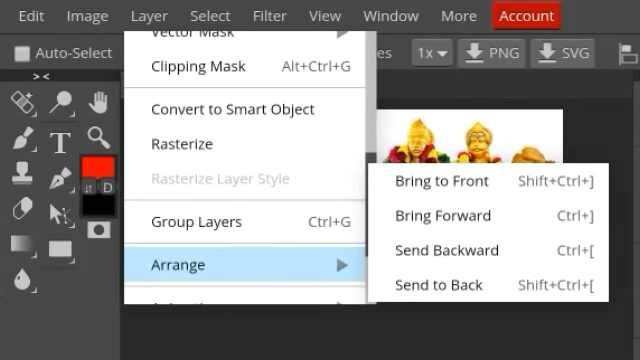 Edit Image Layer Select Filter View Window More Account
Auto-Select es 1x PNG SVG
> <
Vector Mask
Clipping Mask Alt+Ctrl+G
Convert to Smart Object
Rasterize
Rasterize Layer Style
Group Layers Ctrl+G
Arrange
Bring to Front Shift+Ctrl+]
Bring Forward Ctrl+]
Send Backward Ctrl+[
Send to Back Shift+Ctrl+[
T
D